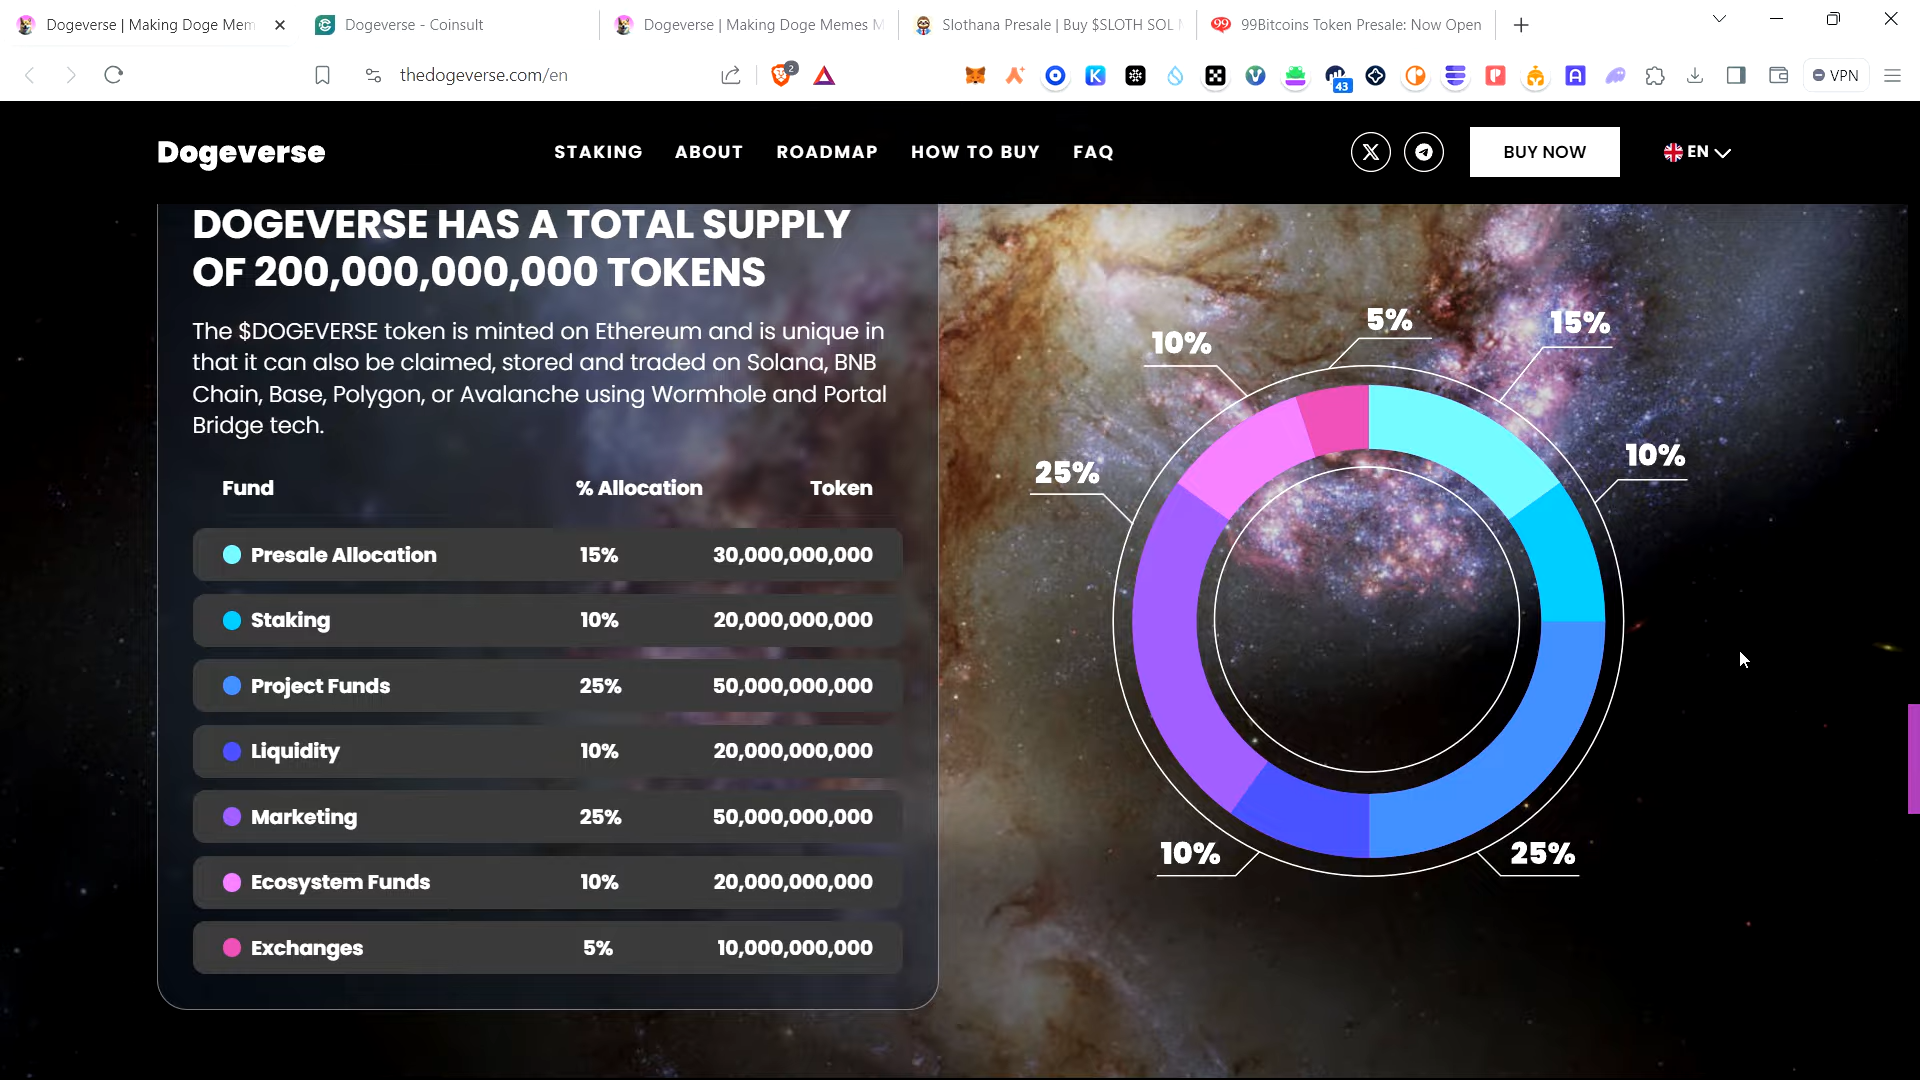 Dogeverse | Making Doge Mem
Dogeverse - Coinsult
Dogeverse | Making Doge Memes M
Slothana Presale | Buy $SLOTH SOL
99Bitcoins Token Presale: Now Open
thedogeverse.com/en
2
43
VPN
Dogeverse
STAKING
ABOUT
ROADMAP
HOW TO BUY
FAQ
BUY NOW
EN
DOGEVERSE HAS A TOTAL SUPPLY
OF 200,000,000,000 TOKENS
The $DOGEVERSE token is minted on Ethereum and is unique in
that it can also be claimed, stored and traded on Solana, BNB
Chain, Base, Polygon, or Avalanche using Wormhole and Portal
Bridge tech.
Fund % Allocation Token
Presale Allocation 15% 30,000,000,000
Staking 10% 20,000,000,000
Project Funds 25% 50,000,000,000
Liquidity 10% 20,000,000,000
Marketing 25% 50,000,000,000
Ecosystem Funds 10% 20,000,000,000
Exchanges 5% 10,000,000,000
5%
15%
10%
10%
25%
10%
25%